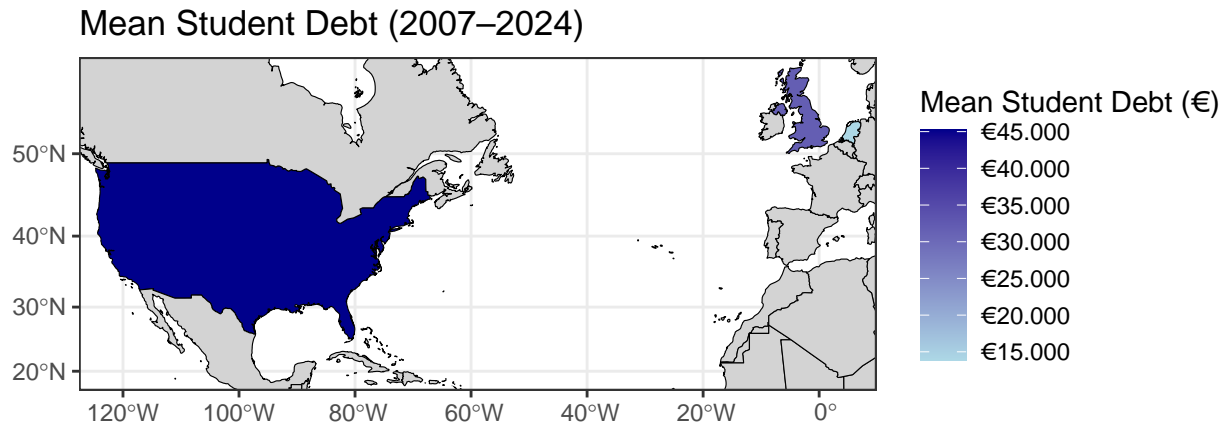 Mean Student Debt (2007–2024)
50°N
40°N
30°N
20°N
120°W 100°W 80°W 60°W 40°W 20°W 0°
Mean Student Debt (€)
€45.000
€40.000
€35.000
€30.000
€25.000
€20.000
€15.000